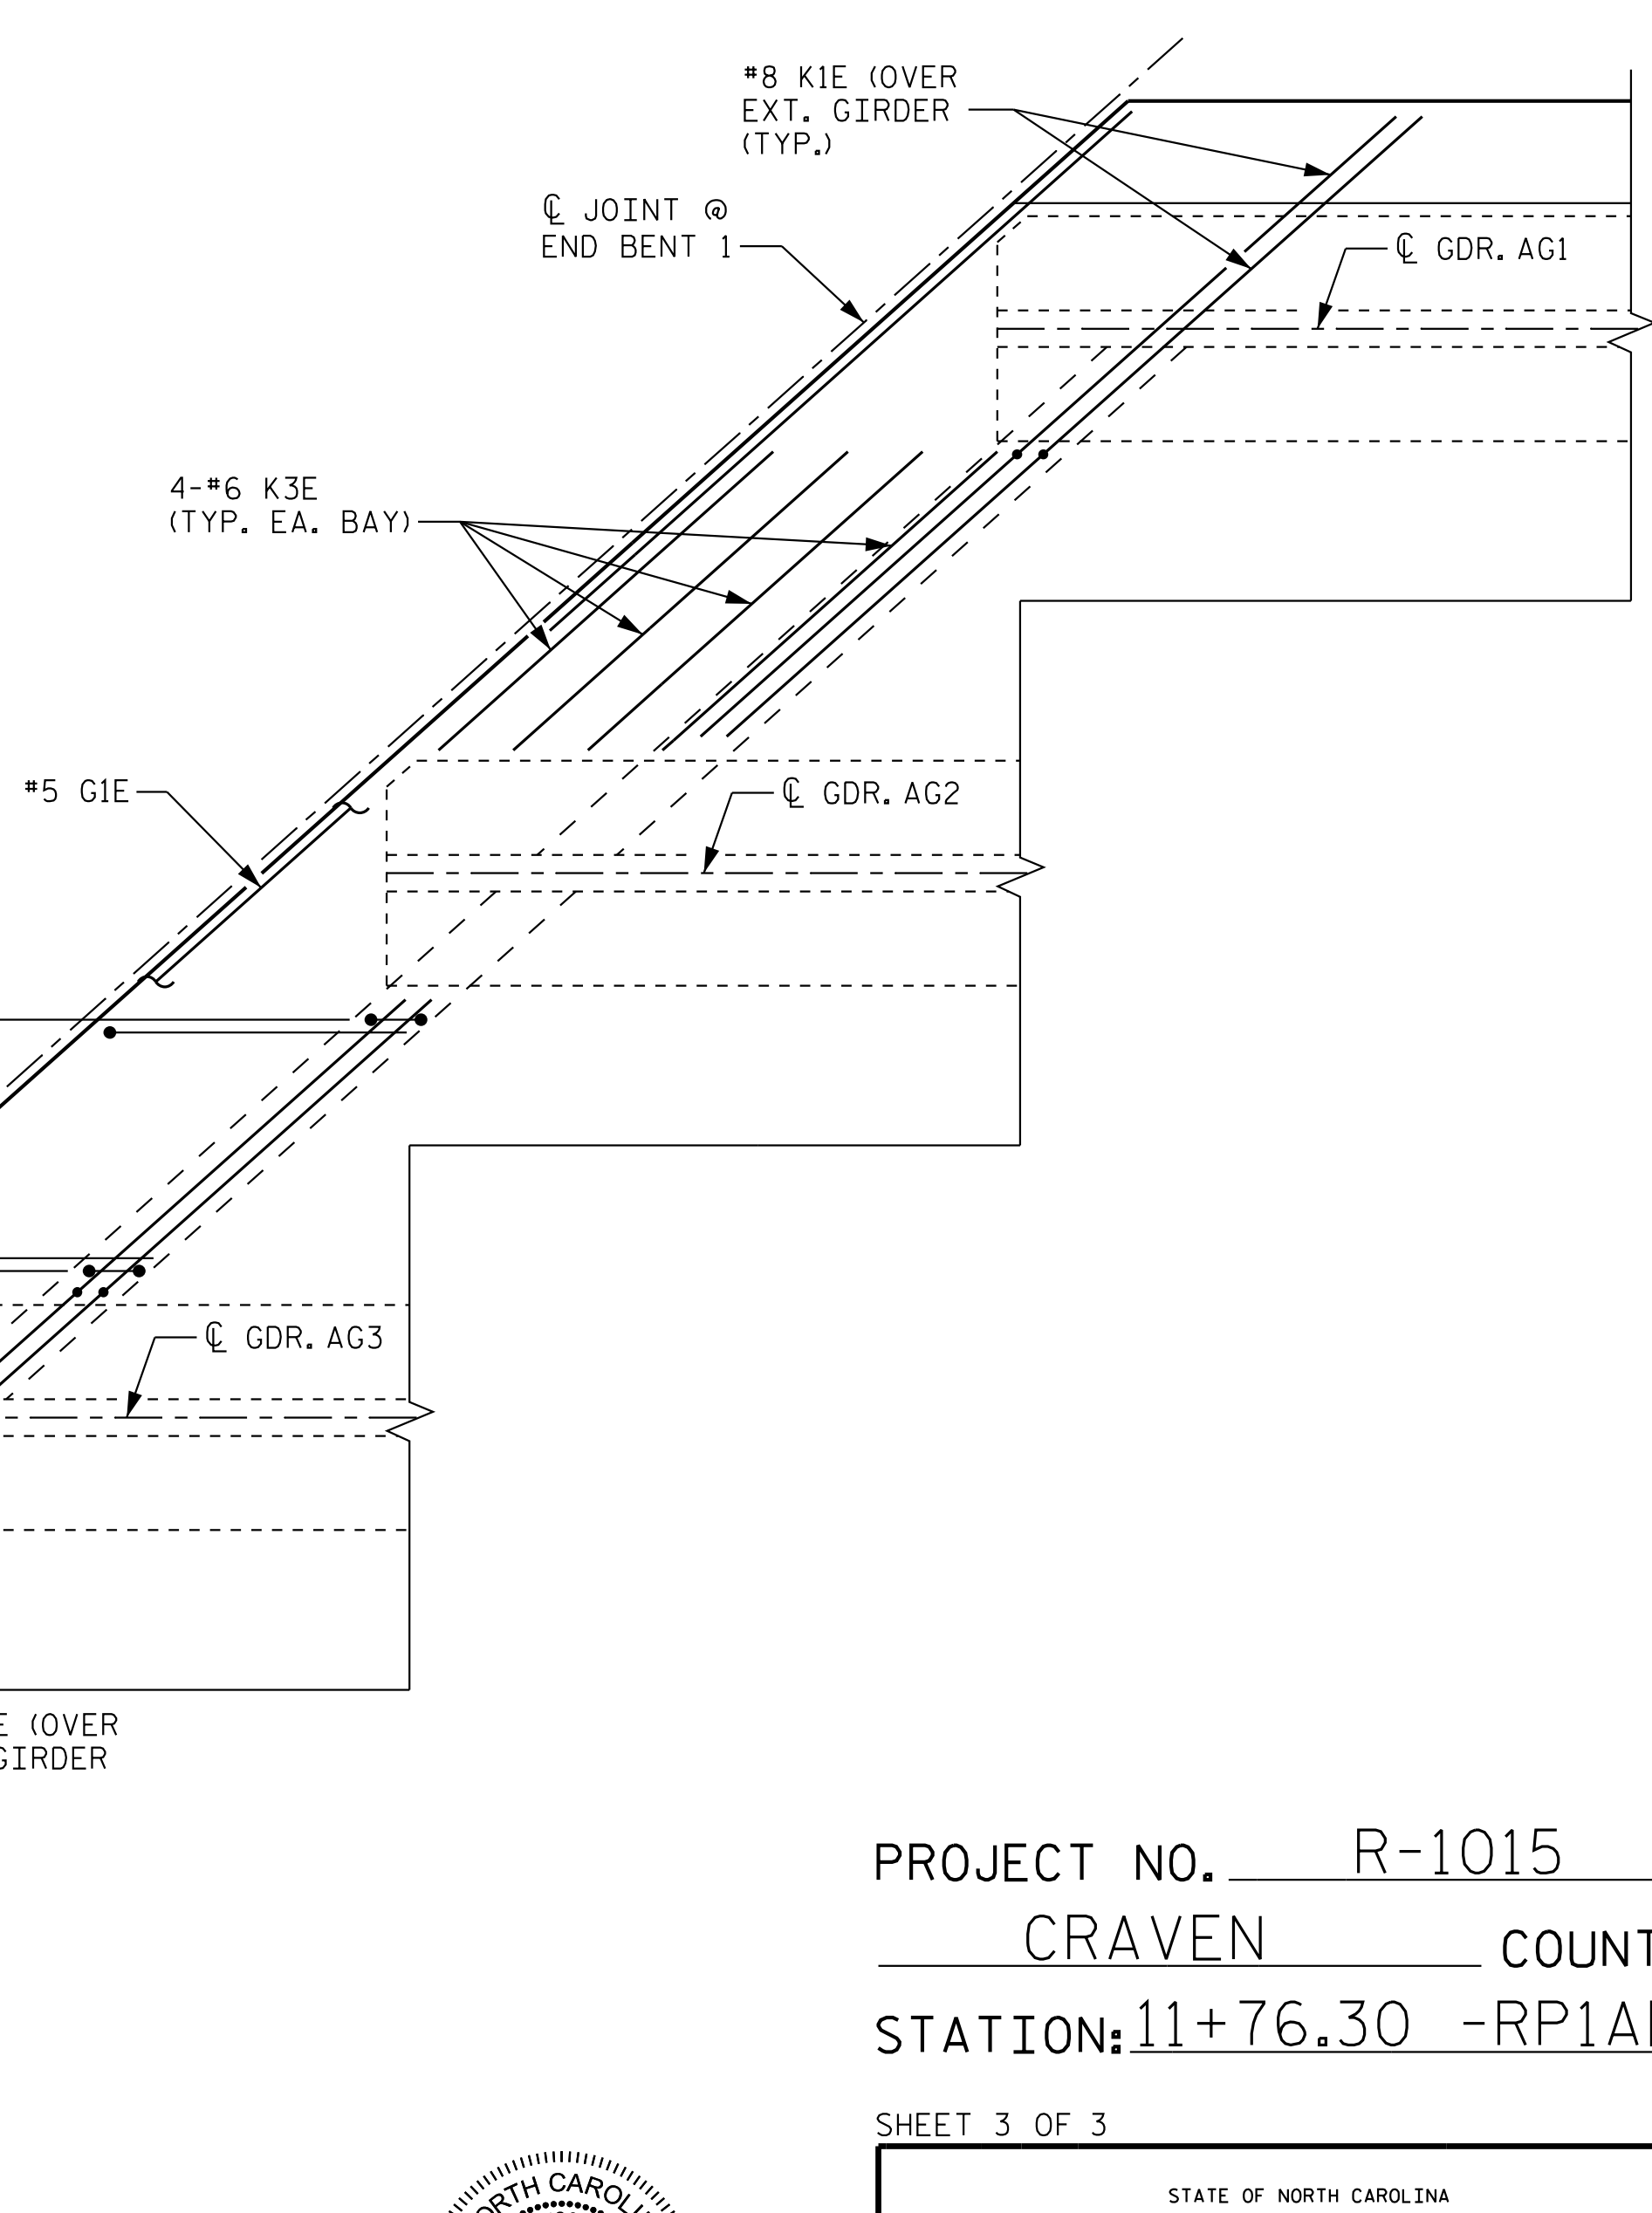 #8 K1E (OVER
EXT. GIRDER
(TYP.)
℄ JOINT @
END BENT 1
℄ GDR. AG1
4-#6 K3E
(TYP. EA. BAY)
#5 G1E
℄ GDR. AG2
℄ GDR. AG3
E (OVER
GIRDER
PROJECT NO. R-1015
CRAVEN COUNT
STATION: 11+76.30 -RP1A
SHEET 3 OF 3
ORTH CAROL
STATE OF NORTH CAROLINA